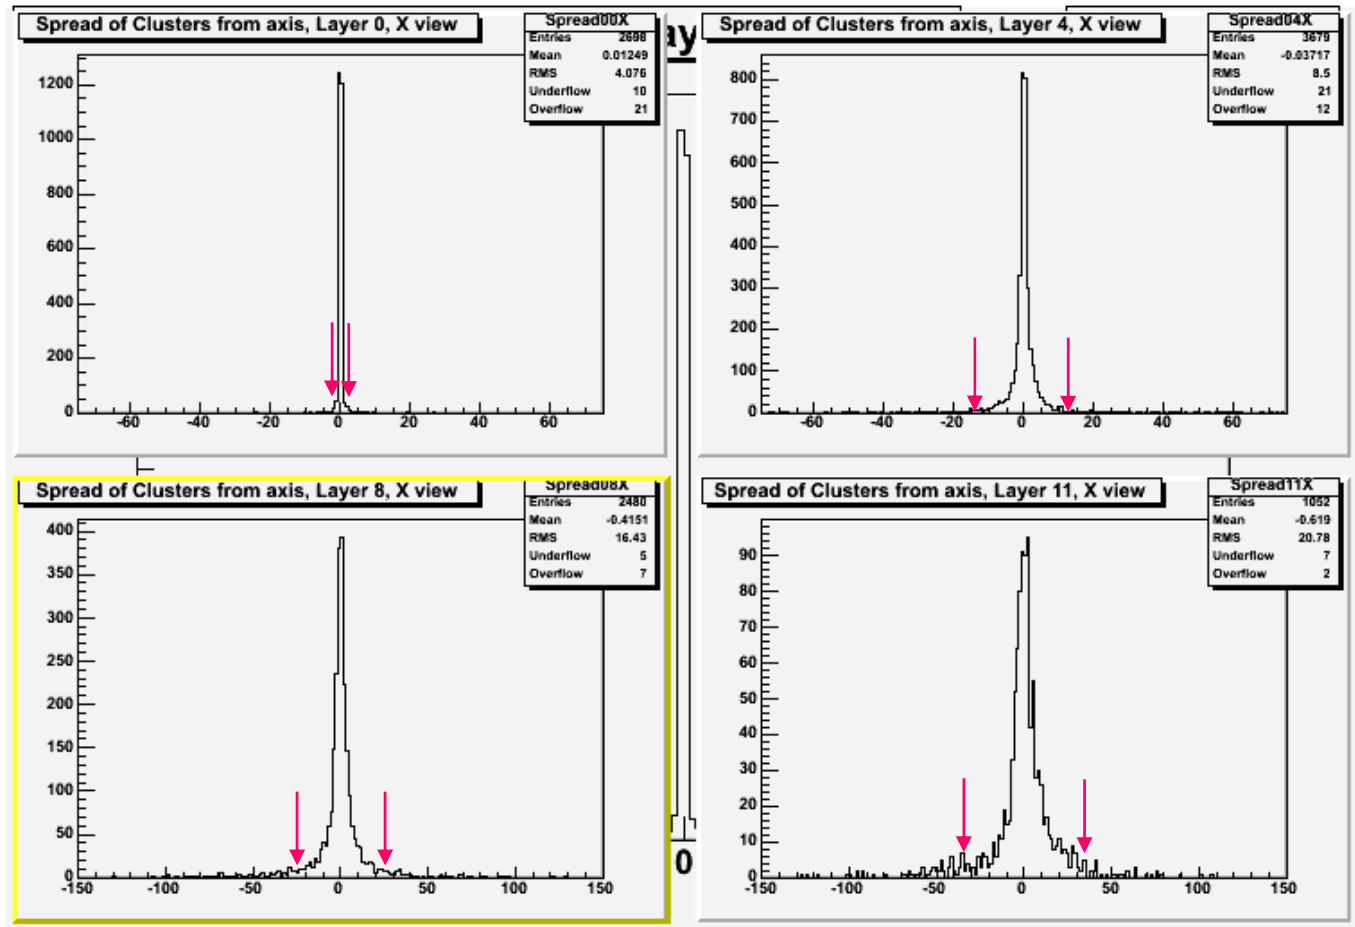 Spread of Clusters from axis, Layer 0, X view
Spread00X
Entries 2698
Mean 0.01249
RMS 4.076
Underflow 10
Overflow 21
1200
1000
800
600
400
200
0
-60 -40 -20 0 20 40 60
ay
Spread of Clusters from axis, Layer 4, X view
Spread04X
Entries 3679
Mean -0.03717
RMS 8.5
Underflow 21
Overflow 12
800
700
600
500
400
300
200
100
0
-60 -40 -20 0 20 40 60
Spread of Clusters from axis, Layer 8, X view
Spread08X
Entries 2480
Mean -0.4151
RMS 16.43
Underflow 5
Overflow 7
400
350
300
250
200
150
100
50
0
-150 -100 -50 0 50 100 150
0
Spread of Clusters from axis, Layer 11, X view
Spread11X
Entries 1052
Mean -0.619
RMS 20.78
Underflow 7
Overflow 2
90
80
70
60
50
40
30
20
10
0
-150 -100 -50 0 50 100 150